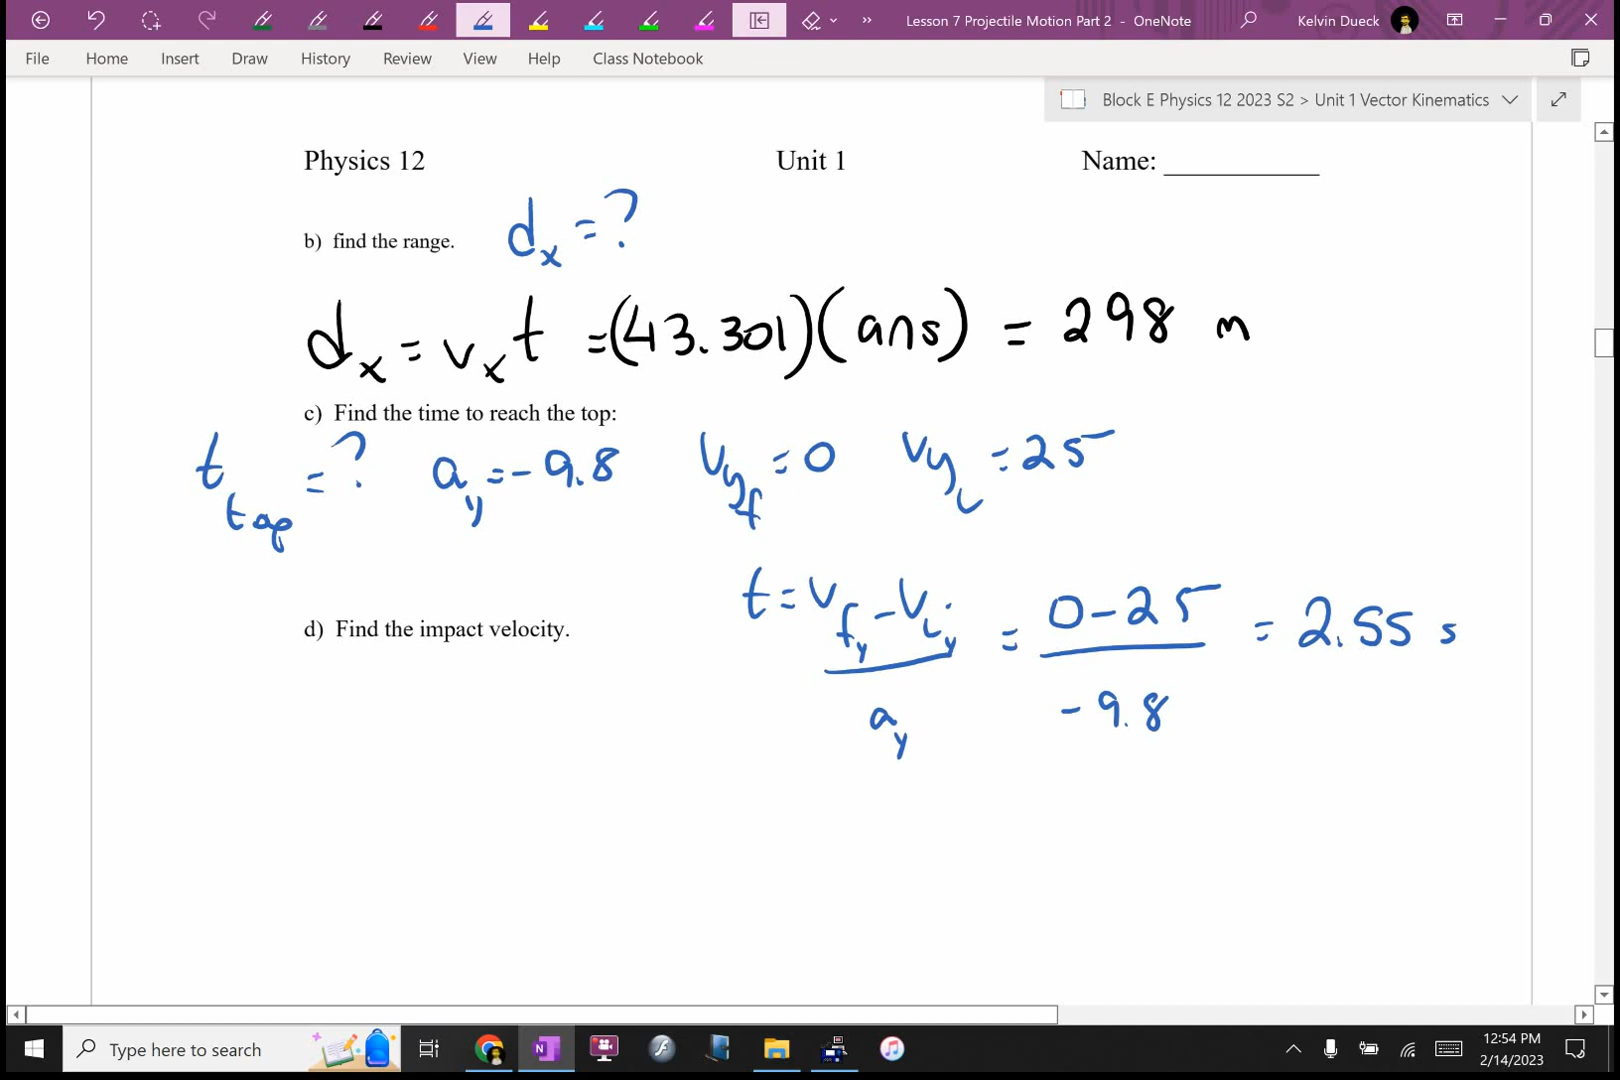 Lesson 7 Projectile Motion Part 2 - OneNote
Kelvin Dueck
File Home Insert Draw History Review View Help Class Notebook
Block E Physics 12 2023 S2 > Unit 1 Vector Kinematics
Physics 12 Unit 1 Name: ___________
b) find the range. dx = ?
dx = vx t = (43.301)(ans) = 298 m
c) Find the time to reach the top:
t top = ? ay = -9.8 vyf = 0 vyi = 25
t = vfy - viy / ay = 0 - 25 / -9.8 = 2.55 s
d) Find the impact velocity.
Type here to search
12:54 PM
2/14/2023